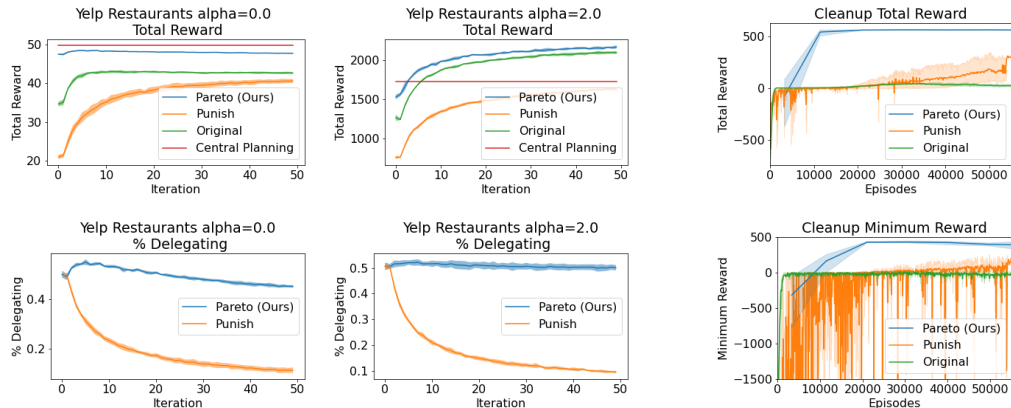 Yelp Restaurants alpha=0.0
Total Reward
Total Reward
50
40
30
20
Pareto (Ours)
Punish
Original
Central Planning
0 10 20 30 40 50
Iteration
Yelp Restaurants alpha=2.0
Total Reward
Total Reward
2000
1500
1000
Pareto (Ours)
Punish
Original
Central Planning
0 10 20 30 40 50
Iteration
Cleanup Total Reward
Total Reward
500
0
−500
Pareto (Ours)
Punish
Original
0 10000 20000 30000 40000 50000
Episodes
Yelp Restaurants alpha=0.0
% Delegating
% Delegating
0.4
0.2
Pareto (Ours)
Punish
0 10 20 30 40 50
Iteration
Yelp Restaurants alpha=2.0
% Delegating
% Delegating
0.5
0.4
0.3
0.2
0.1
Pareto (Ours)
Punish
0 10 20 30 40 50
Iteration
Cleanup Minimum Reward
Minimum Reward
500
0
−500
−1000
−1500
Pareto (Ours)
Punish
Original
0 10000 20000 30000 40000 50000
Episodes